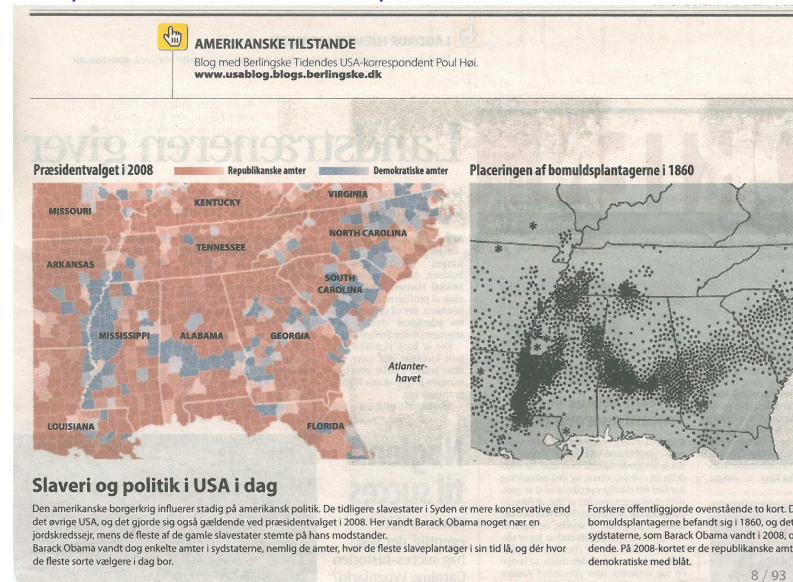 AMERIKANSKE TILSTANDE
Blog med Berlingske Tidendes USA-korrespondent Poul Høi.
www.usablog.blogs.berlingske.dk
Præsidentvalget i 2008
Republikanske amter
Demokratiske amter
Placeringen af bomuldsplantagerne i 1860
MISSOURI
KENTUCKY
VIRGINIA
TENNESSEE
NORTH CAROLINA
ARKANSAS
SOUTH
CAROLINA
MISSISSIPPI
ALABAMA
GEORGIA
Atlanter-
havet
LOUISIANA
FLORIDA
Slaveri og politik i USA i dag
Den amerikanske borgerkrig influerer stadig på amerikansk politik. De tidligere slavestater i Syden er mere konservative end
det øvrige USA, og det gjorde sig også gældende ved præsidentvalget i 2008. Her vandt Barack Obama noget nær en
jordskredssejr, mens de fleste af de gamle slavestater stemte på hans modstander.
Barack Obama vandt dog enkelte amter i sydstaterne, nemlig de amter, hvor de fleste slaveplantager i sin tid lå, og dér hvor
de fleste sorte vælgere i dag bor.
Forskere offentliggjorde ovenstående to kort.
bomuldsplantagerne befandt sig i 1860, og
sydstaterne, som Barack Obama vandt i 2008,
dende. På 2008-kortet er de republikanske
demokratiske med blåt.
8 / 93